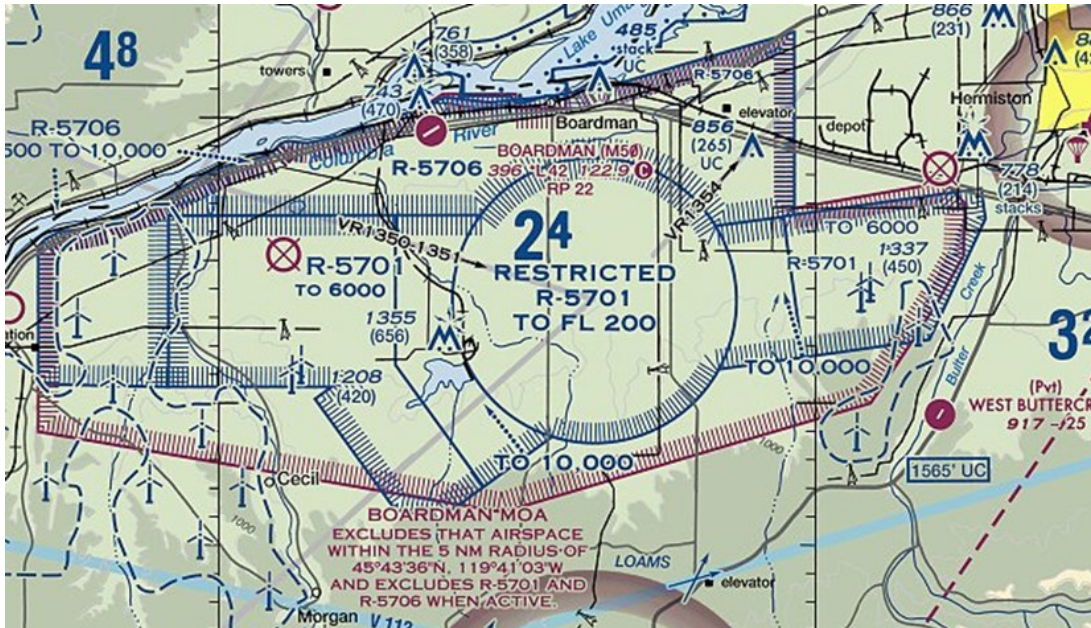 4⁸
761
(358)
towers
743
(470)
Lake
485
stack
UC
866
(231)
R-5706
elevator
Hermiston
Boardman
depot
856
(265)
UC
R-5706
TO 10,000
Columbia
River
R-5706
BOARDMAN (M50)
396 *L42 122.9 C
RP 22
VR1354
778
(214)
stacks
VR1350-1351
2⁴
RESTRICTED
R-5701
TO FL 200
R-5701
TO 6000
TO 6000
R-5701
1337
(450)
1355
(656)
Creek
Butter
3
1208
(420)
TO 10,000
(Pvt)
WEST BUTTERCR
917 - 25
1000
TO 10,000
1565' UC
Cecil
1000
BOARDMAN MOA
EXCLUDES THAT AIRSPACE
WITHIN THE 5 NM RADIUS OF
45°43'36"N, 119°41'03"W
AND EXCLUDES R-5701 AND
R-5706 WHEN ACTIVE.
LOAMS
elevator
Morgan
V 112